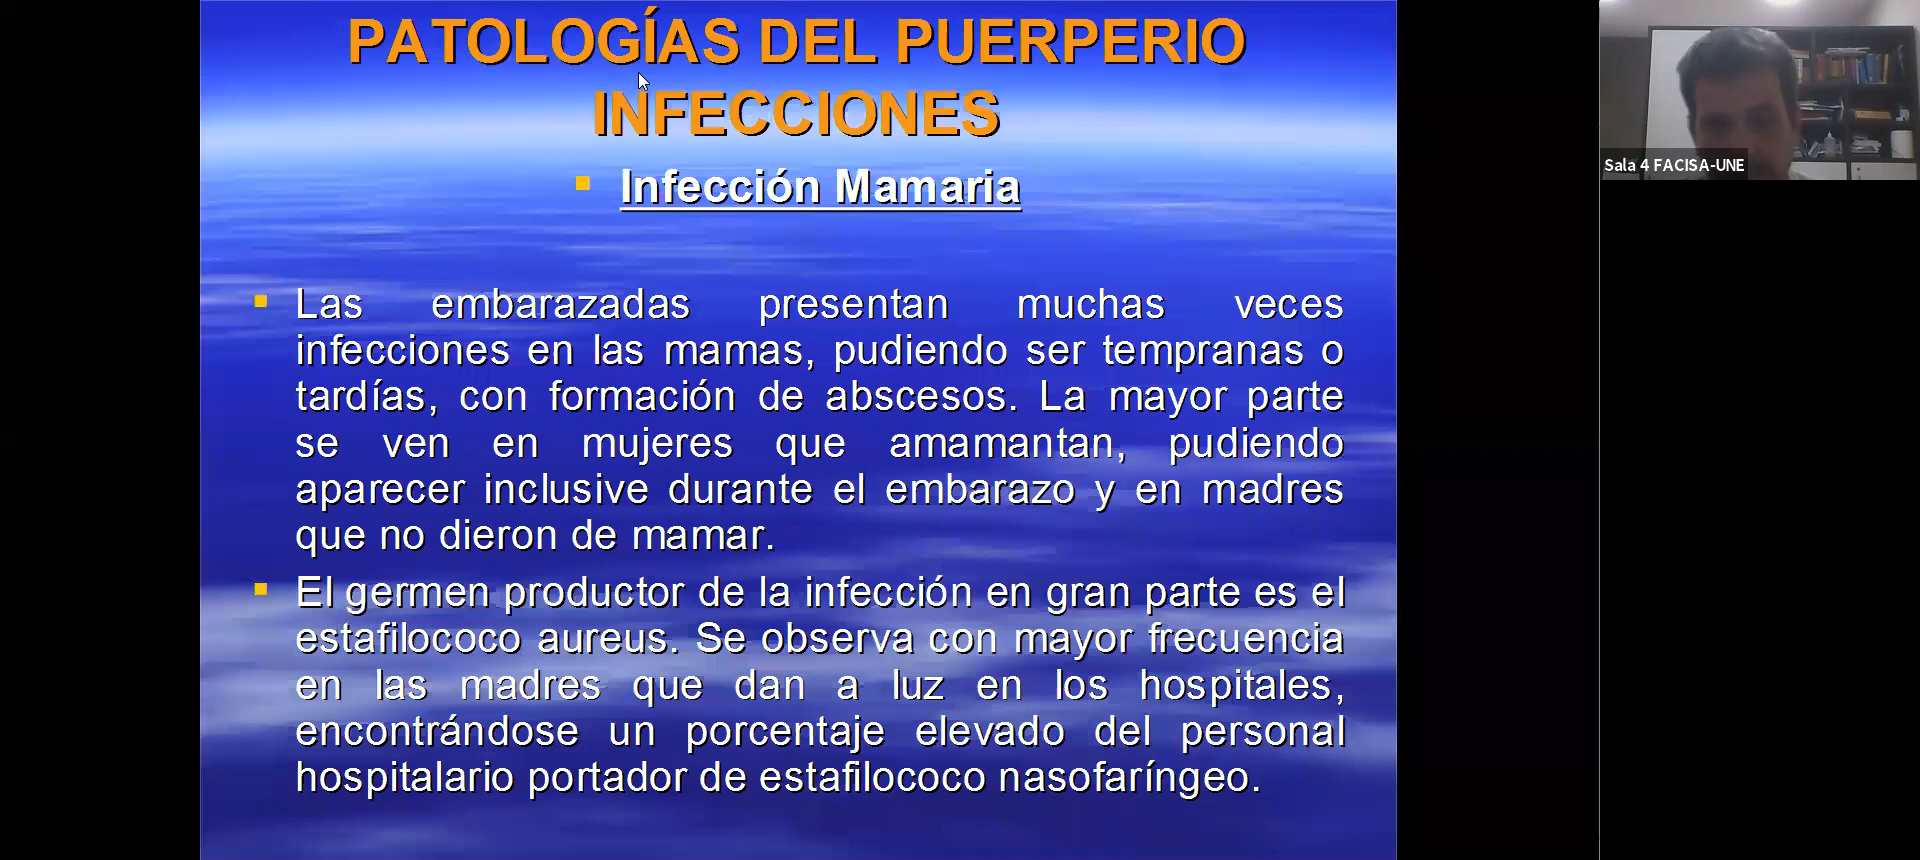 PATOLOGÍAS DEL PUERPERIO
INFECCIONES
Infección Mamaria
Las embarazadas presentan muchas veces
infecciones en las mamas, pudiendo ser tempranas o
tardías, con formación de abscesos. La mayor parte
se ven en mujeres que amamantan, pudiendo
aparecer inclusive durante el embarazo y en madres
que no dieron de mamar.
El germen productor de la infección en gran parte es el
estafilococo aureus. Se observa con mayor frecuencia
en las madres que dan a luz en los hospitales,
encontrándose un porcentaje elevado del personal
hospitalario portador de estafilococo nasofaríngeo.
Sala 4 FACISA-UNE